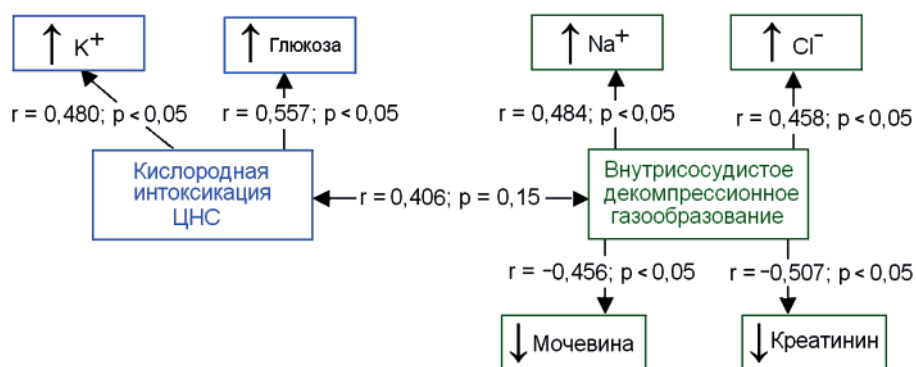 ↑ K⁺
↑ Глюкоза
↑ Na⁺
↑ Cl⁻
r = 0,480; p < 0,05
r = 0,557; p < 0,05
r = 0,484; p < 0,05
r = 0,458; p < 0,05
Кислородная
интоксикация
ЦНС
r = 0,406; p = 0,15
Внутрисосудистое
декомпрессионное
газообразование
r = −0,456; p < 0,05
r = −0,507; p < 0,05
↓ Мочевина
↓ Креатинин